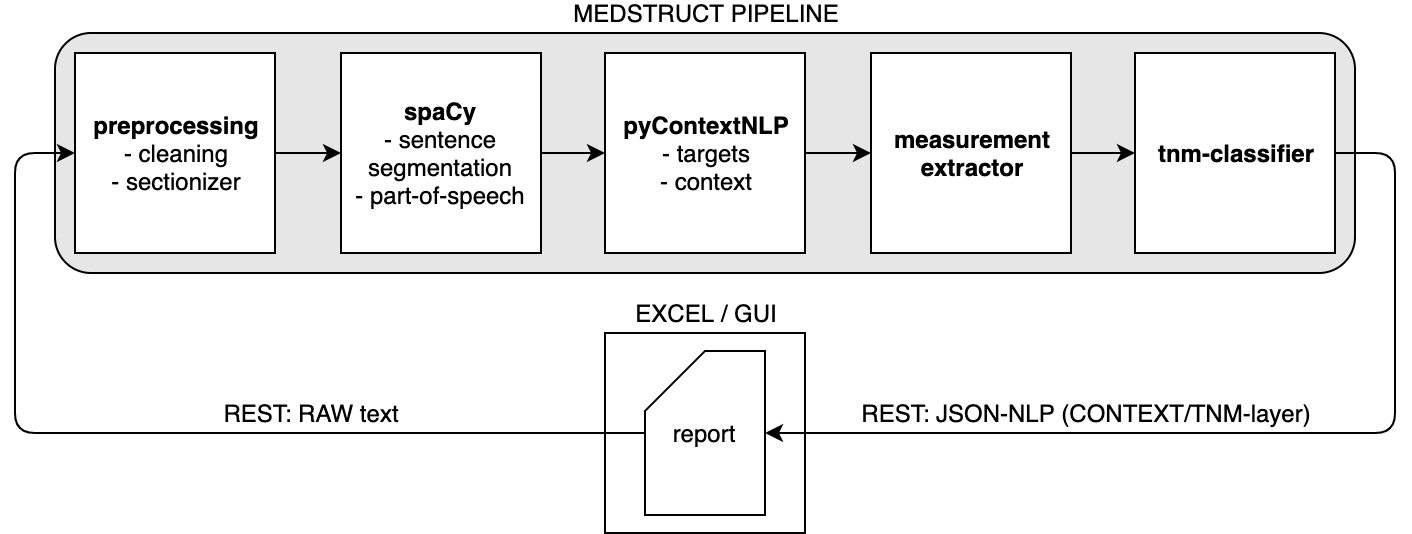 MEDSTRUCT PIPELINE
preprocessing
- cleaning
- sectionizer
spaCy
- sentence
segmentation
- part-of-speech
pyContextNLP
- targets
- context
measurement
extractor
tnm-classifier
EXCEL / GUI
REST: RAW text
report
REST: JSON-NLP (CONTEXT/TNM-layer)